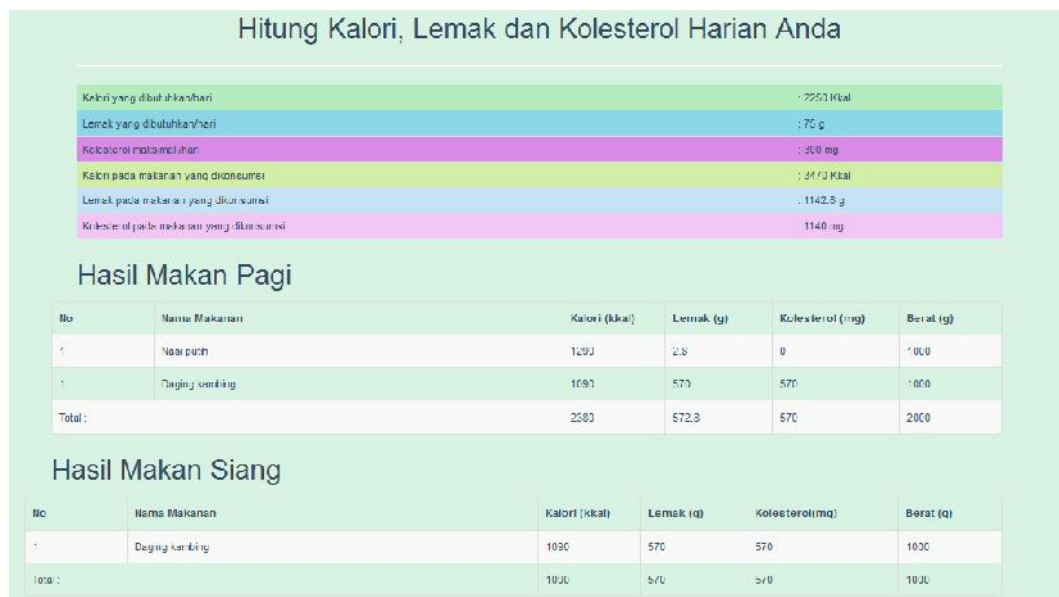 Hitung Kalori, Lemak dan Kolesterol Harian Anda
Kalori yang dibutuhkan/hari : 2250 Kkal
Lemak yang dibutuhkan/hari : 75 g
Kolesterol maksimal/hari : 300 mg
Kalori pada makanan yang dikonsumsi : 3470 Kkal
Lemak pada makanan yang dikonsumsi : 1142.8 g
Kolesterol pada makanan yang dikonsumsi : 1140 mg
Hasil Makan Pagi
No Nama Makanan Kalori (kkal) Lemak (g) Kolesterol (mg) Berat (g)
1 Nasi putih 1290 2.8 0 1000
1 Daging kambing 1090 570 570 1000
Total : 2380 572.8 570 2000
Hasil Makan Siang
No Nama Makanan Kalori (kkal) Lemak (g) Kolesterol(mg) Berat (g)
1 Daging kambing 1090 570 570 1000
Total : 1090 570 570 1000